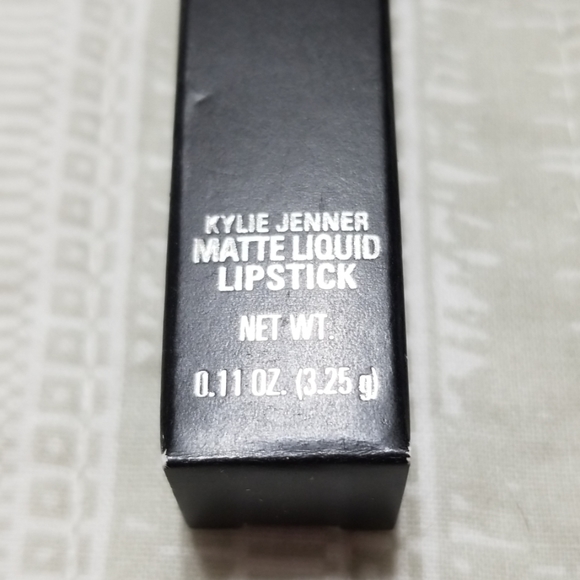 KYLIE JENNER
MATTE LIQUID
LIPSTICK
NET WT.
0.11 OZ. (3.25 g)